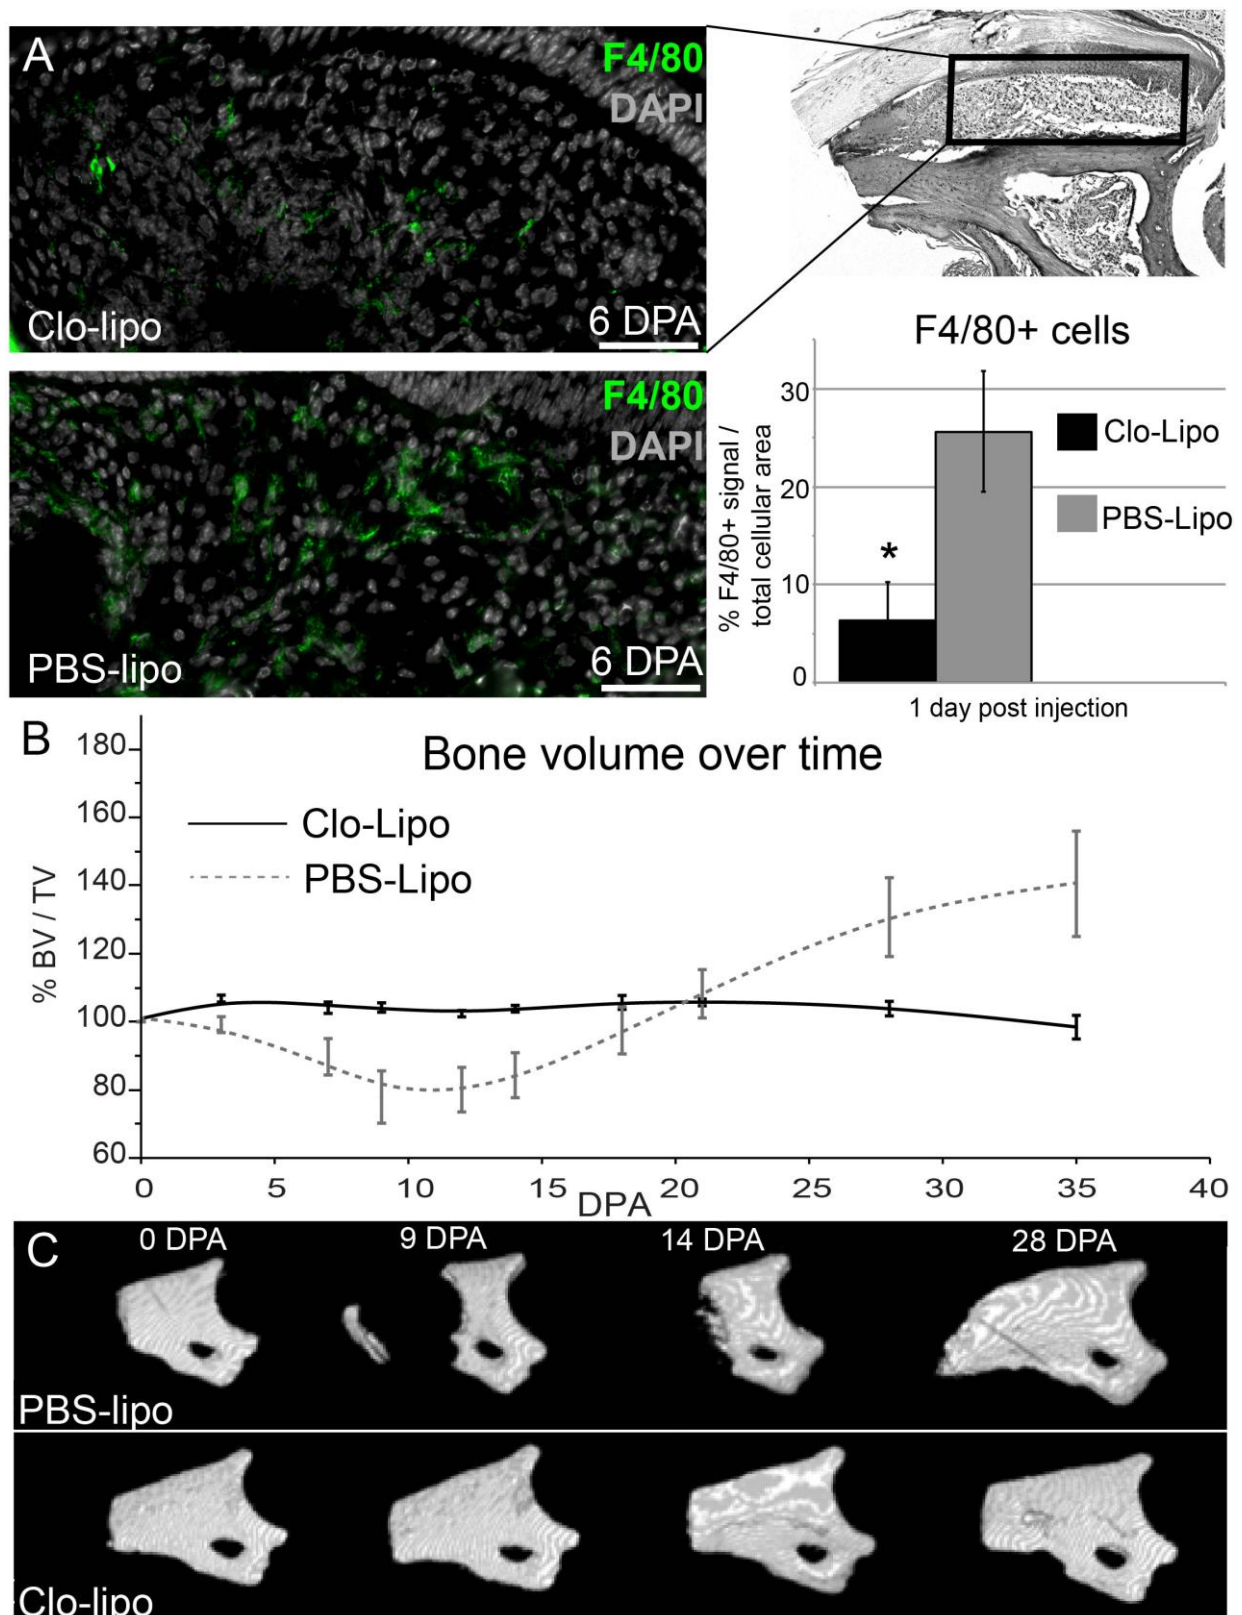 A
F4/80
DAPI
Clo-lipo
6 DPA
F4/80
DAPI
PBS-lipo
6 DPA
F4/80+ cells
% F4/80+ signal /
total cellular area
30
20
10
0
*
Clo-Lipo
PBS-Lipo
1 day post injection
B
Bone volume over time
% BV / TV
180
160
140
120
100
80
60
Clo-Lipo
PBS-Lipo
0 5 10 15 20 25 30 35 40
DPA
C
0 DPA 9 DPA 14 DPA 28 DPA
PBS-lipo
Clo-lipo